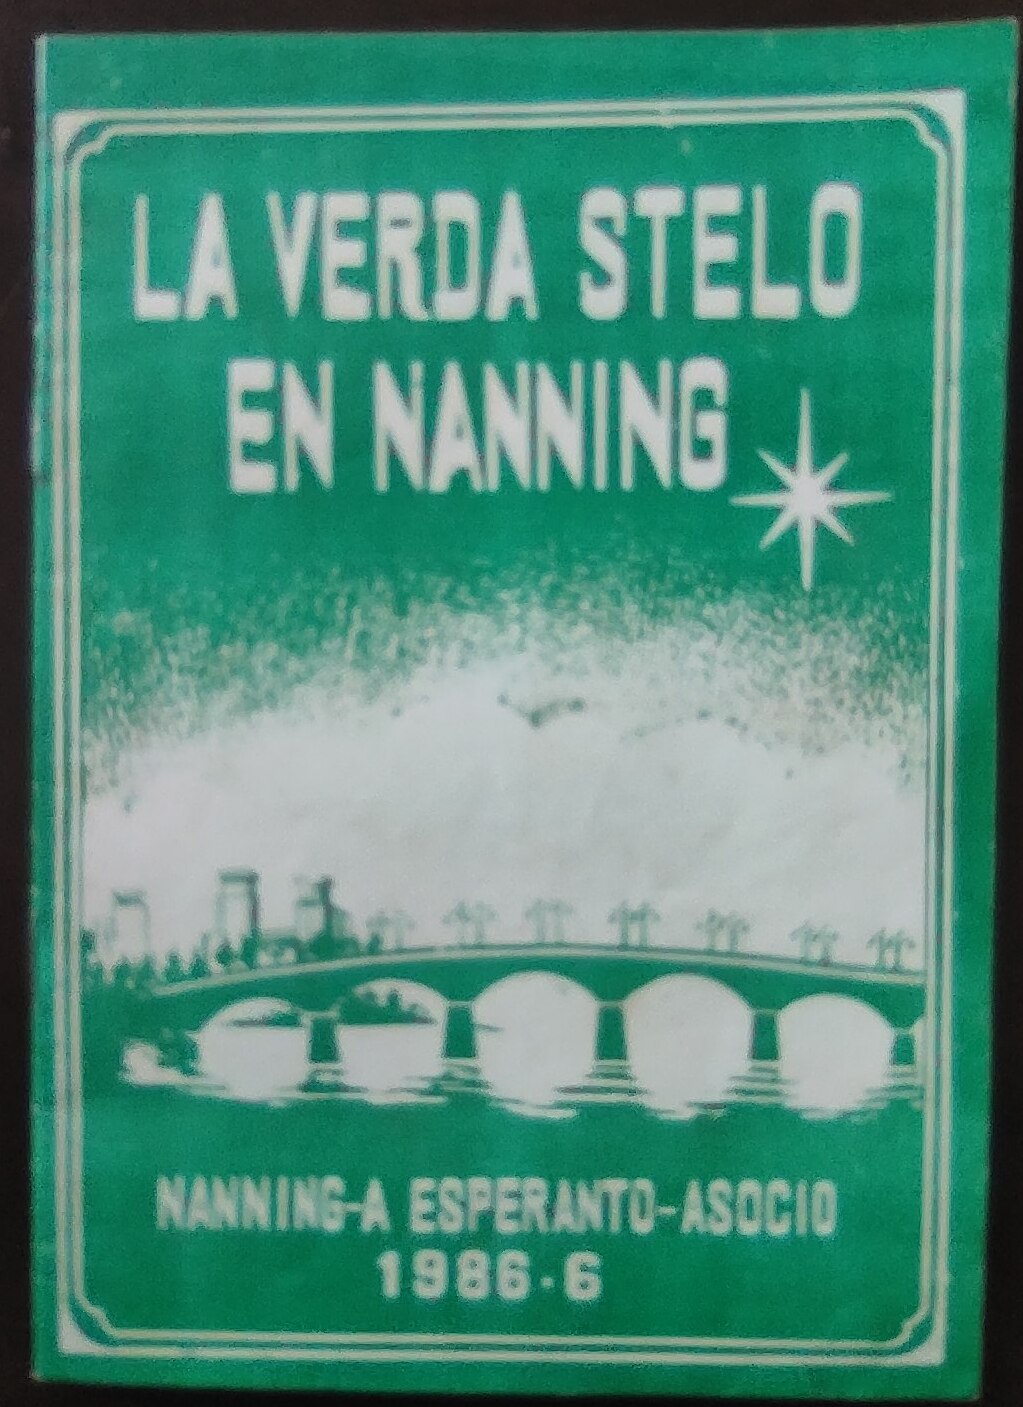 LA VERDA STELO
EN NANNING
NANNING-A ESPERANTO-ASOCIO
1986·6